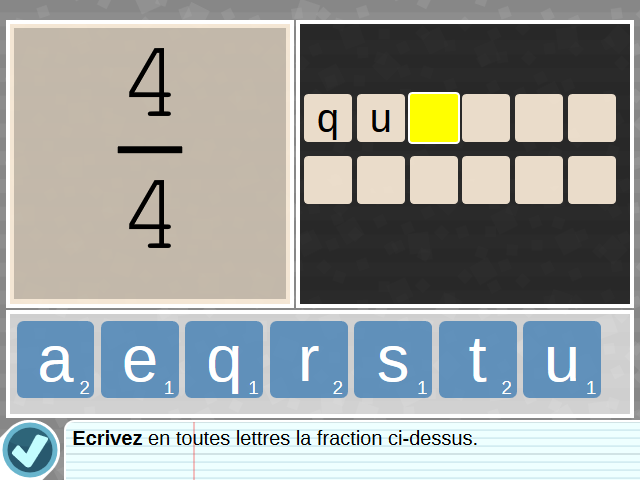 4
4
q u
a 2 e 1 q 1 r 2 s 1 t 2 u 1
Ecrivez en toutes lettres la fraction ci-dessus.